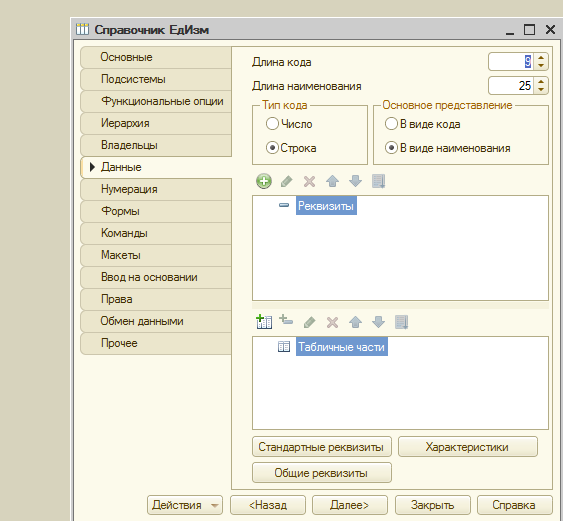 Справочник ЕдИзм
Основные
Подсистемы
Функциональные опции
Иерархия
Владельцы
Данные
Нумерация
Формы
Команды
Макеты
Ввод на основании
Права
Обмен данными
Прочее
Длина кода 9
Длина наименования 25
Тип кода
Число
Строка
Основное представление
В виде кода
В виде наименования
Реквизиты
Табличные части
Стандартные реквизиты Характеристики
Общие реквизиты
Действия <Назад Далее> Закрыть Справка